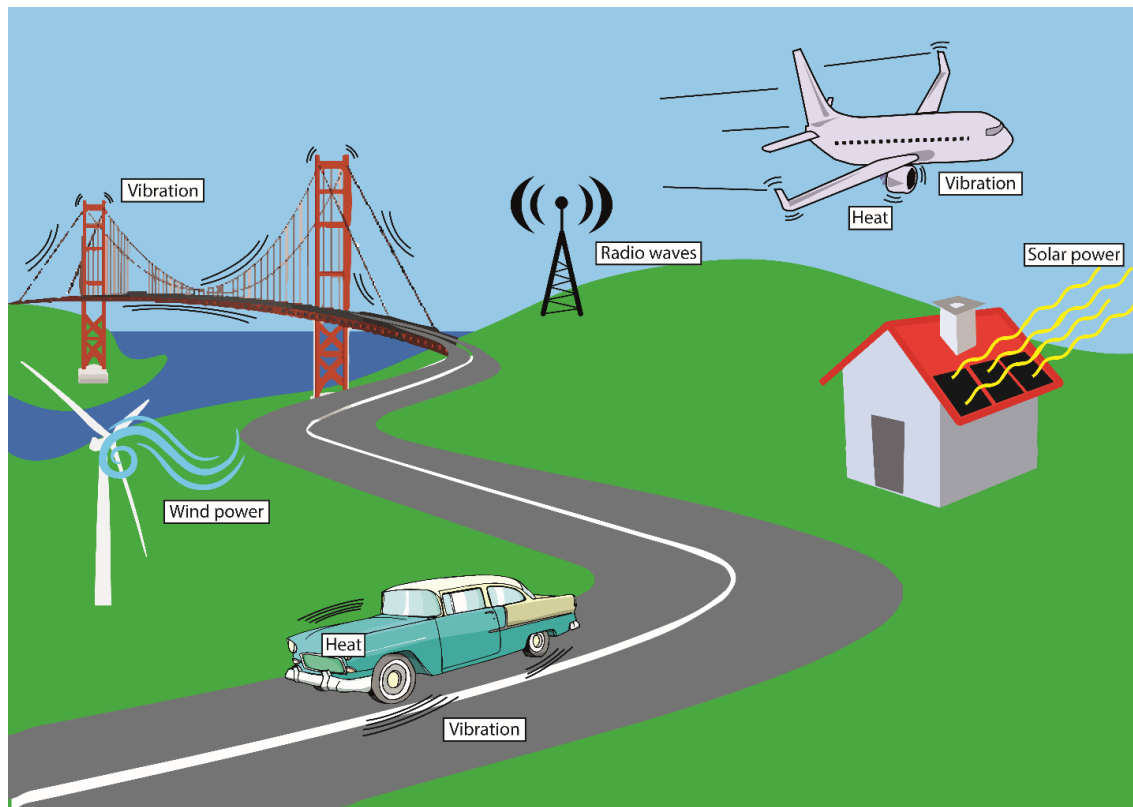 Vibration
Vibration
Heat
Radio waves
Solar power
Wind power
Heat
Vibration